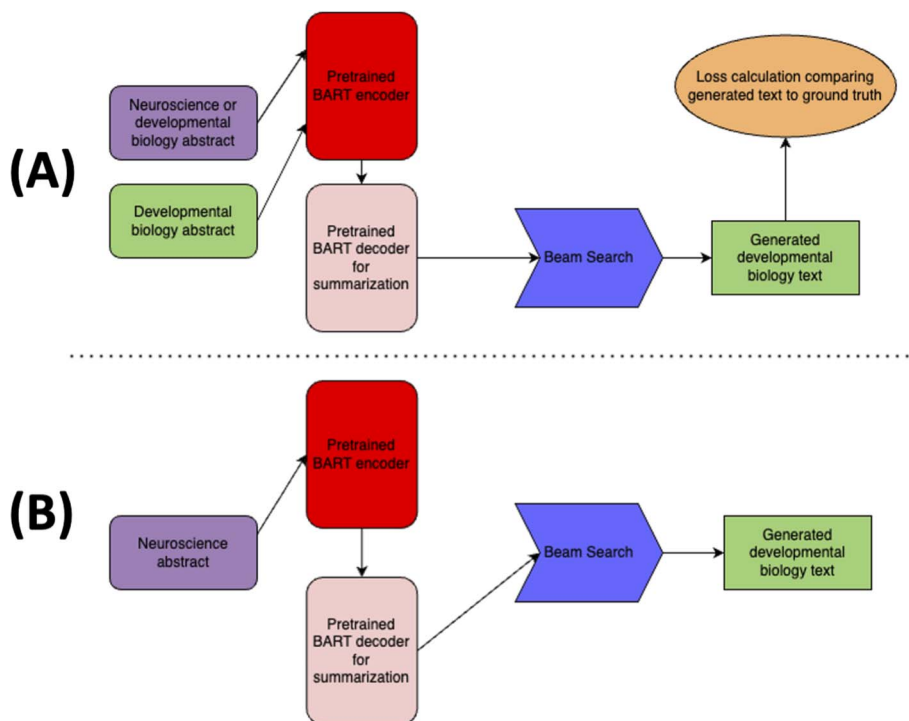 (A)
Neuroscience or
developmental
biology abstract
Developmental
biology abstract
Pretrained
BART encoder
Pretrained
BART decoder
for
summarization
Beam Search
Generated
developmental
biology text
Loss calculation comparing
generated text to ground truth
(B)
Neuroscience
abstract
Pretrained
BART encoder
Pretrained
BART decoder
for
summarization
Beam Search
Generated
developmental
biology text